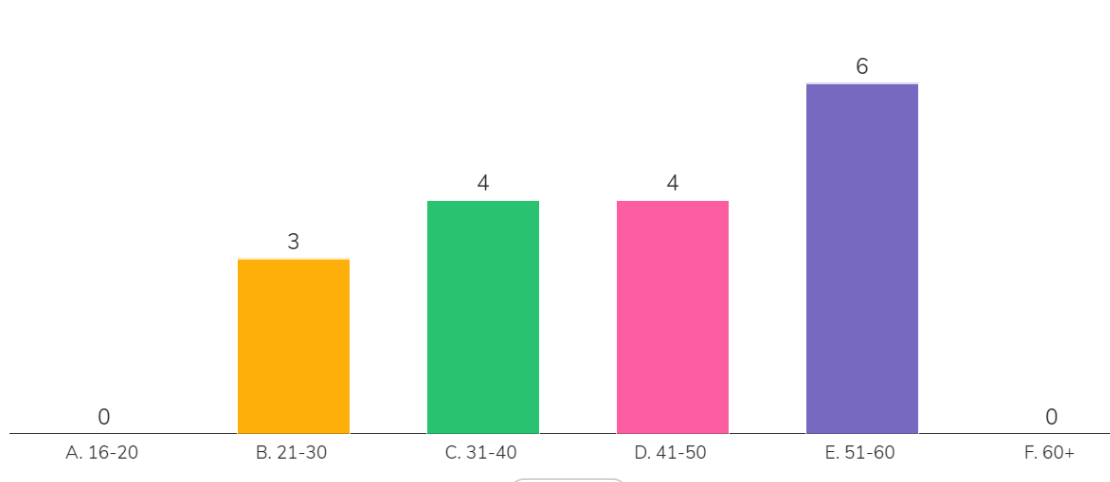 6
4
4
3
0
0
A. 16-20
B. 21-30
C. 31-40
D. 41-50
E. 51-60
F. 60+